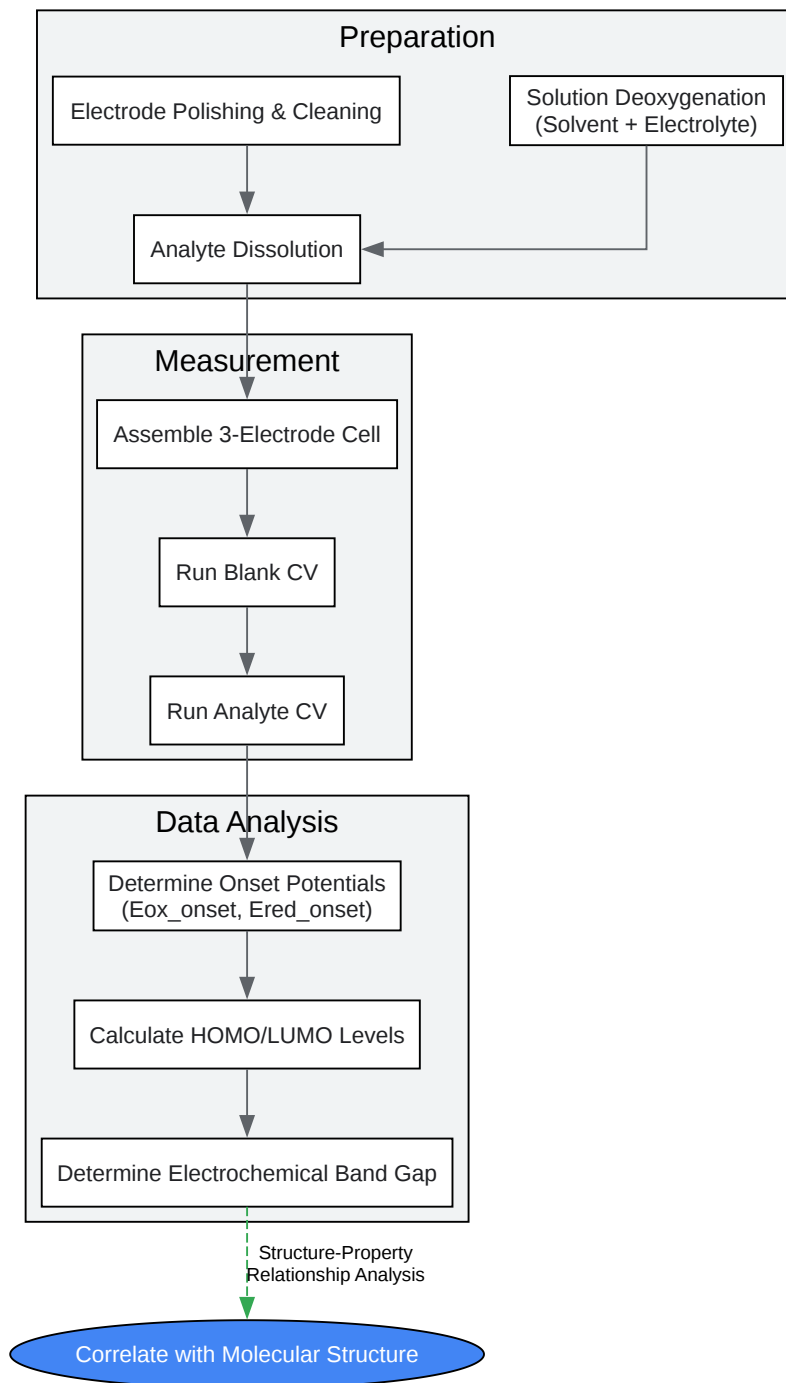 Preparation
Electrode Polishing & Cleaning
Solution Deoxygenation
(Solvent + Electrolyte)
Analyte Dissolution
Measurement
Assemble 3-Electrode Cell
Run Blank CV
Run Analyte CV
Data Analysis
Determine Onset Potentials
(Eox_onset, Ered_onset)
Calculate HOMO/LUMO Levels
Determine Electrochemical Band Gap
Structure-Property
Relationship Analysis
Correlate with Molecular Structure